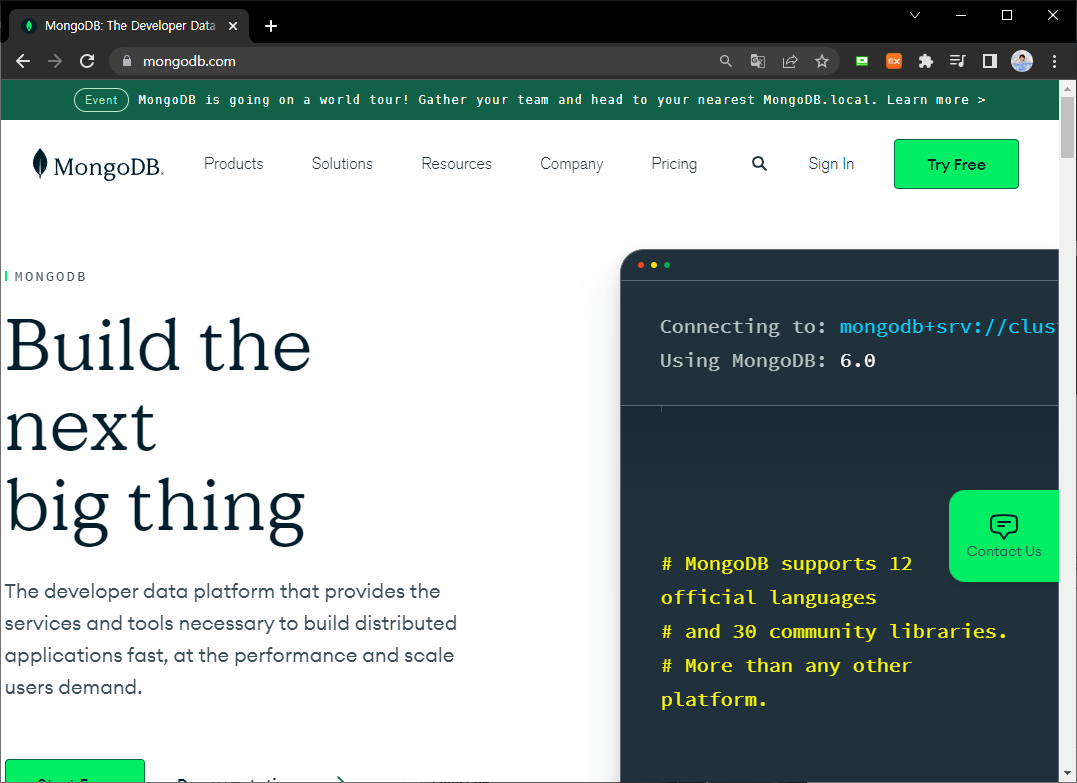 MongoDB: The Developer Data
mongodb.com
EX
Event MongoDB is going on a world tour! Gather your team and head to your nearest MongoDB.local. Learn more >
MongoDB.
Products Solutions Resources Company Pricing Sign In Try Free
MONGODB
Build the
next
big thing
The developer data platform that provides the
services and tools necessary to build distributed
applications fast, at the performance and scale
users demand.
Connecting to: mongodb+srv://clus
Using MongoDB: 6.0
# MongoDB supports 12
official languages
# and 30 community libraries.
# More than any other
platform.
Contact Us